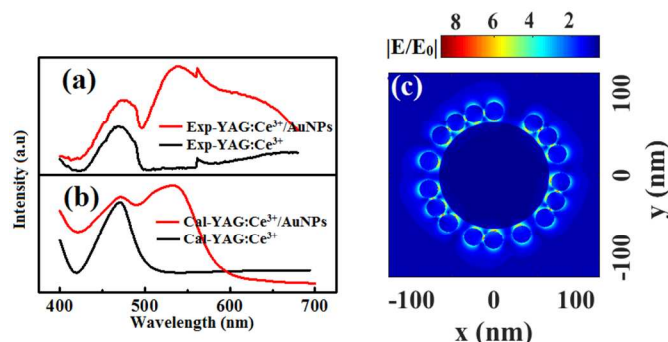 (a)
Exp-YAG:Ce³⁺/AuNPs
Exp-YAG:Ce³⁺
(b)
Cal-YAG:Ce³⁺/AuNPs
Cal-YAG:Ce³⁺
Intensity (a.u)
400 500 600 700
Wavelength (nm)
8 6 4 2
|E/E₀|
(c)
100
0
-100
y (nm)
-100 0 100
x (nm)